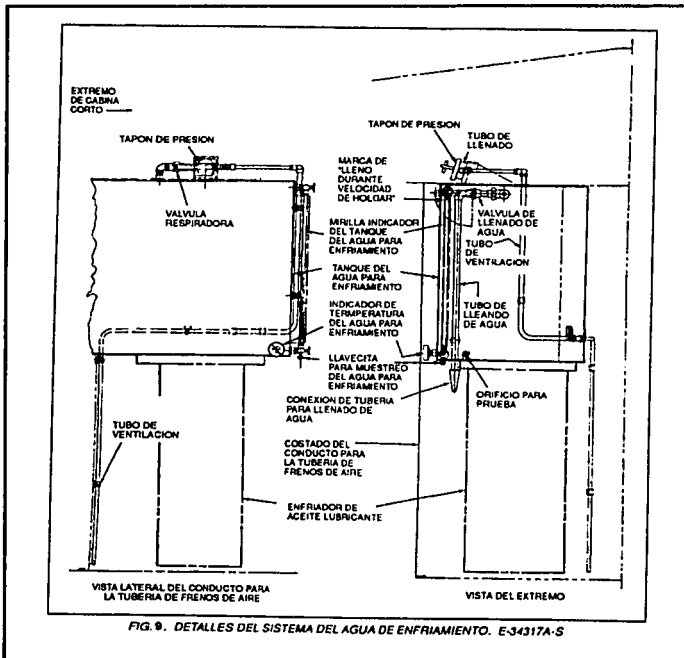 EXTREMO
DE CABINA
CORTO
TAPON DE PRESION
VALVULA
RESPIRADORA
TAPON DE PRESION
TUBO DE
LLENADO
MARCA DE
"LLENO
DURANTE
VELOCIDAD
DE HOLGAR"
MIRILLA INDICADOR
DEL TANQUE
DEL AGUA PARA
ENFRIAMIENTO
VALVULA DE
LLENADO DE
AGUA
TUBO
DE
VENTILACION
TANQUE DEL
AGUA PARA
ENFRIAMIENTO
INDICADOR DE
TERMPERATURA
DEL AGUA PARA
ENFRIAMIENTO
TUBO DE
LLEANDO
DE AGUA
LLAVECITA
PARA MUESTREO
DEL AGUA PARA
ENFRIAMIENTO
CONEXION DE TUBERIA
PARA LLENADO DE
AGUA
ORIFICIO PARA
PRUEBA
TUBO DE
VENTILACION
COSTADO DEL
CONDUCTO PARA
LA TUBERIA DE
FRENOS DE AIRE
ENFRIADOR DE
ACEITE LUBRICANTE
VISTA LATERAL DEL CONDUCTO PARA
LA TUBERIA DE FRENOS DE AIRE
VISTA DEL EXTREMO
FIG. 9. DETALLES DEL SISTEMA DEL AGUA DE ENFRIAMIENTO. E-34317A-S